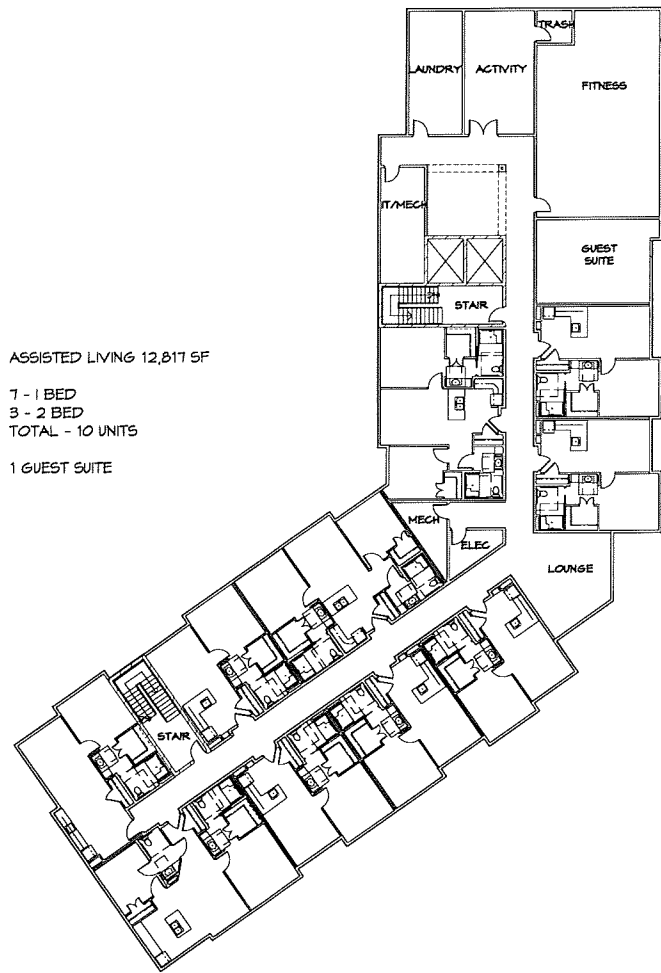 TRASH
LAUNDRY
ACTIVITY
FITNESS
IT/MECH
GUEST
SUITE
STAIR
ASSISTED LIVING 12,817 SF
7 - 1 BED
3 - 2 BED
TOTAL - 10 UNITS
1 GUEST SUITE
MECH
ELEC
LOUNGE
STAIR